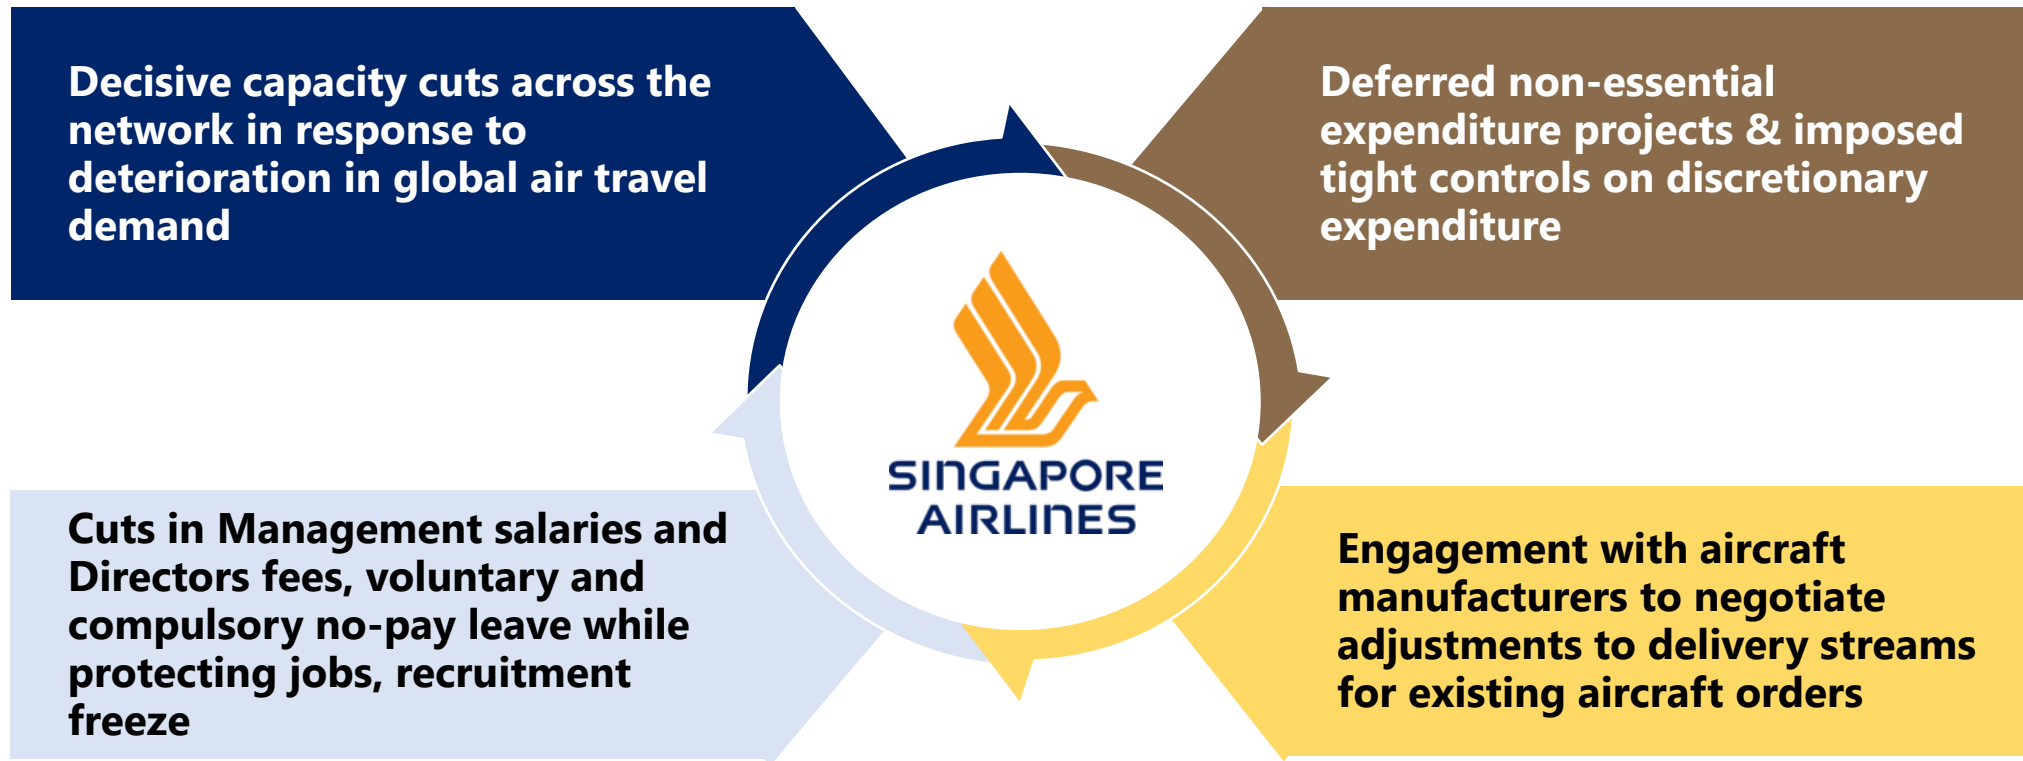 Decisive capacity cuts across the
network in response to
deterioration in global air travel
demand
Deferred non-essential
expenditure projects & imposed
tight controls on discretionary
expenditure
SINGAPORE
AIRLINES
Cuts in Management salaries and
Directors fees, voluntary and
compulsory no-pay leave while
protecting jobs, recruitment
freeze
Engagement with aircraft
manufacturers to negotiate
adjustments to delivery streams
for existing aircraft orders